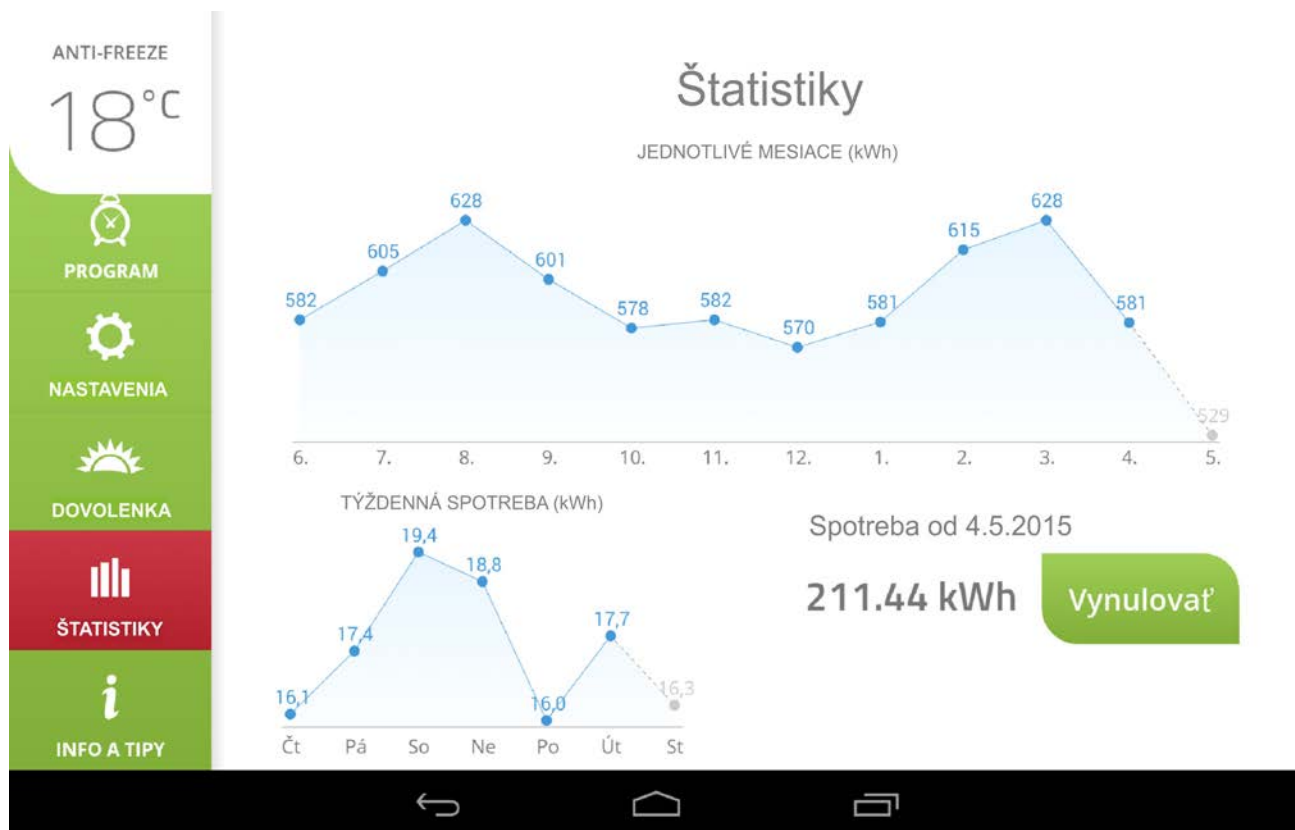 ANTI-FREEZE
18°C
PROGRAM
NASTAVENIA
DOVOLENKA
ŠTATISTIKY
INFO A TIPY
Štatistiky
JEDNOTLIVÉ MESIACE (kWh)
582 605 628 601 578 582 570 581 615 628 581 529
6. 7. 8. 9. 10. 11. 12. 1. 2. 3. 4. 5.
TÝŽDENNÁ SPOTREBA (kWh)
16,1 17,4 19,4 18,8 16,0 17,7 16,3
Čt Pá So Ne Po Út St
Spotreba od 4.5.2015
211.44 kWh
Vynulovať